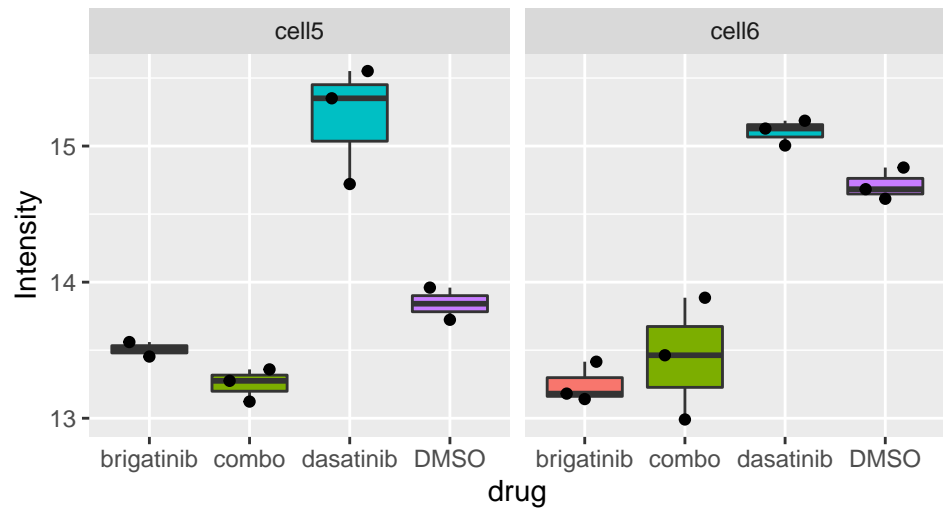 cell5
cell6
Intensity
15
14
13
brigatinib combo dasatinib DMSO
brigatinib combo dasatinib DMSO
drug